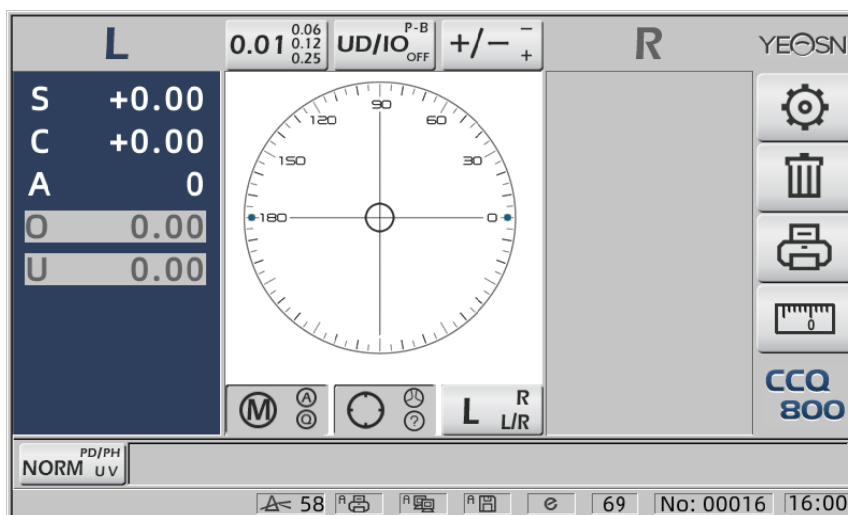 L
0.01 0.06 0.12 0.25
UD/IO P-B OFF
+/− − +
R
YEOSN
S +0.00
C +0.00
A 0
O 0.00
U 0.00
90
120 60
150 30
180 0
0
M A Q
?
L R L/R
CCQ 800
NORM PD/PH UV
58 A A A e 69 No: 00016 16:00